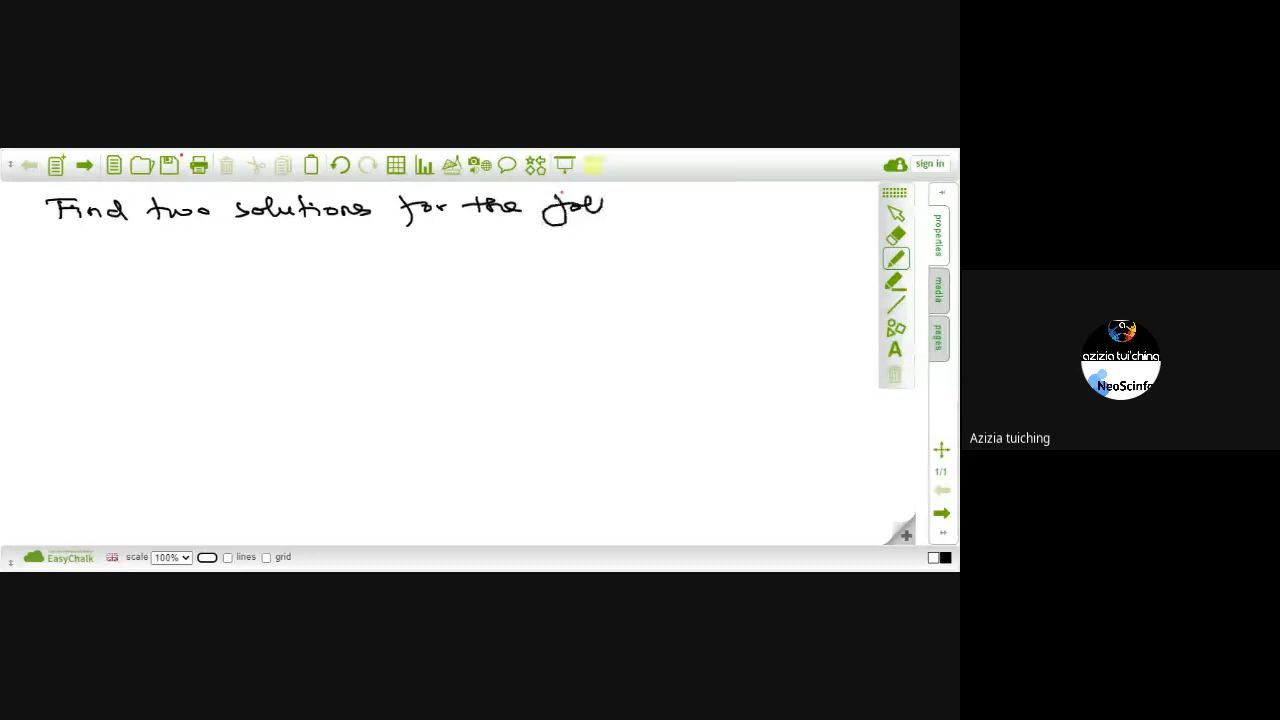 sign in
Find two solutions for the fol
properties
media
pages
A
azizia tui'ching
NeoScinfo
Azizia tuiching
1/1
EasyChalk scale 100% lines grid